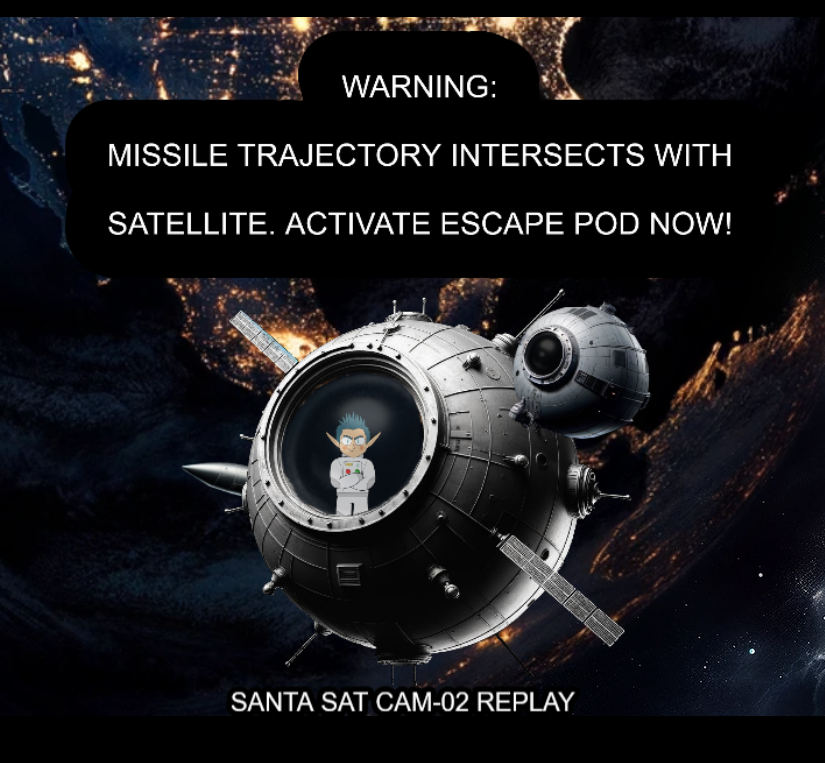 WARNING:
MISSILE TRAJECTORY INTERSECTS WITH
SATELLITE. ACTIVATE ESCAPE POD NOW!
SANTA SAT CAM-02 REPLAY